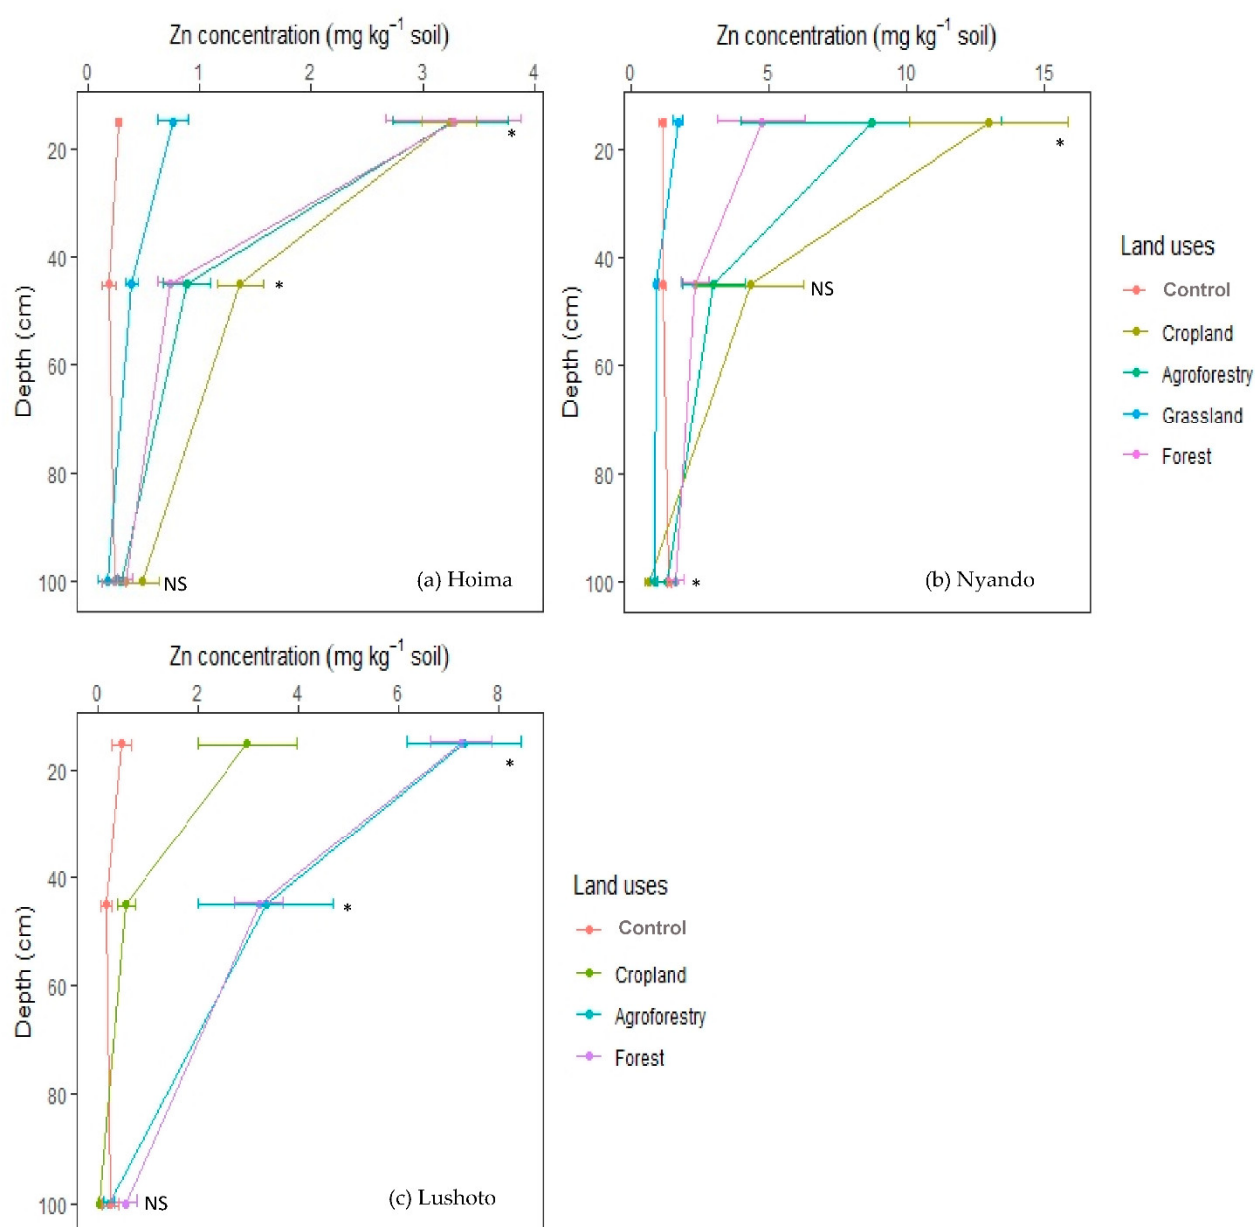 Zn concentration (mg kg⁻¹ soil)
0 1 2 3 4
Depth (cm)
20
40
60
80
100
*
*
NS
(a) Hoima
Zn concentration (mg kg⁻¹ soil)
0 5 10 15
Depth (cm)
20
40
60
80
100
*
NS
*
(b) Nyando
Land uses
Control
Cropland
Agroforestry
Grassland
Forest
Zn concentration (mg kg⁻¹ soil)
0 2 4 6 8
Depth (cm)
20
40
60
80
100
*
*
NS
(c) Lushoto
Land uses
Control
Cropland
Agroforestry
Forest